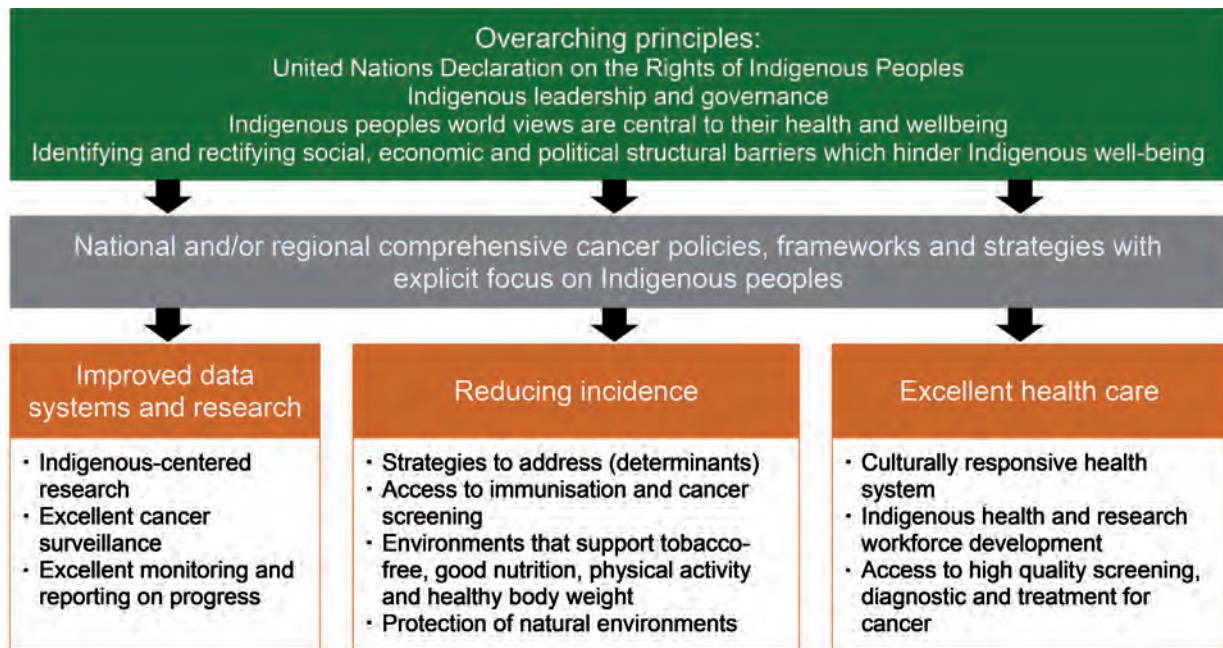 Overarching principles:
United Nations Declaration on the Rights of Indigenous Peoples
Indigenous leadership and governance
Indigenous peoples world views are central to their health and wellbeing
Identifying and rectifying social, economic and political structural barriers which hinder Indigenous well-being
National and/or regional comprehensive cancer policies, frameworks and strategies with
explicit focus on Indigenous peoples
Improved data
systems and research
· Indigenous-centered
research
· Excellent cancer
surveillance
· Excellent monitoring and
reporting on progress
Reducing incidence
· Strategies to address (determinants)
· Access to immunisation and cancer
screening
· Environments that support tobacco-
free, good nutrition, physical activity
and healthy body weight
· Protection of natural environments
Excellent health care
· Culturally responsive health
system
· Indigenous health and research
workforce development
· Access to high quality screening,
diagnostic and treatment for
cancer